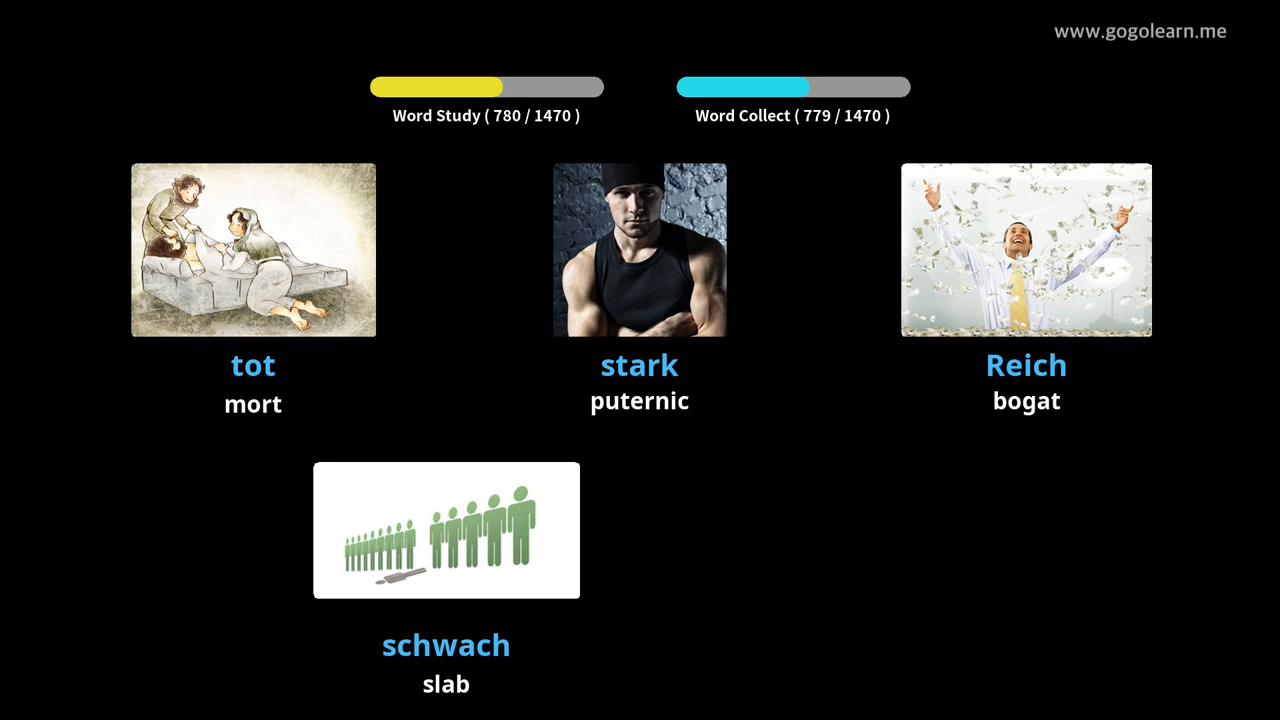 www.gogolearn.me
Word Study ( 780 / 1470 )
Word Collect ( 779 / 1470 )
tot
mort
stark
puternic
Reich
bogat
schwach
slab